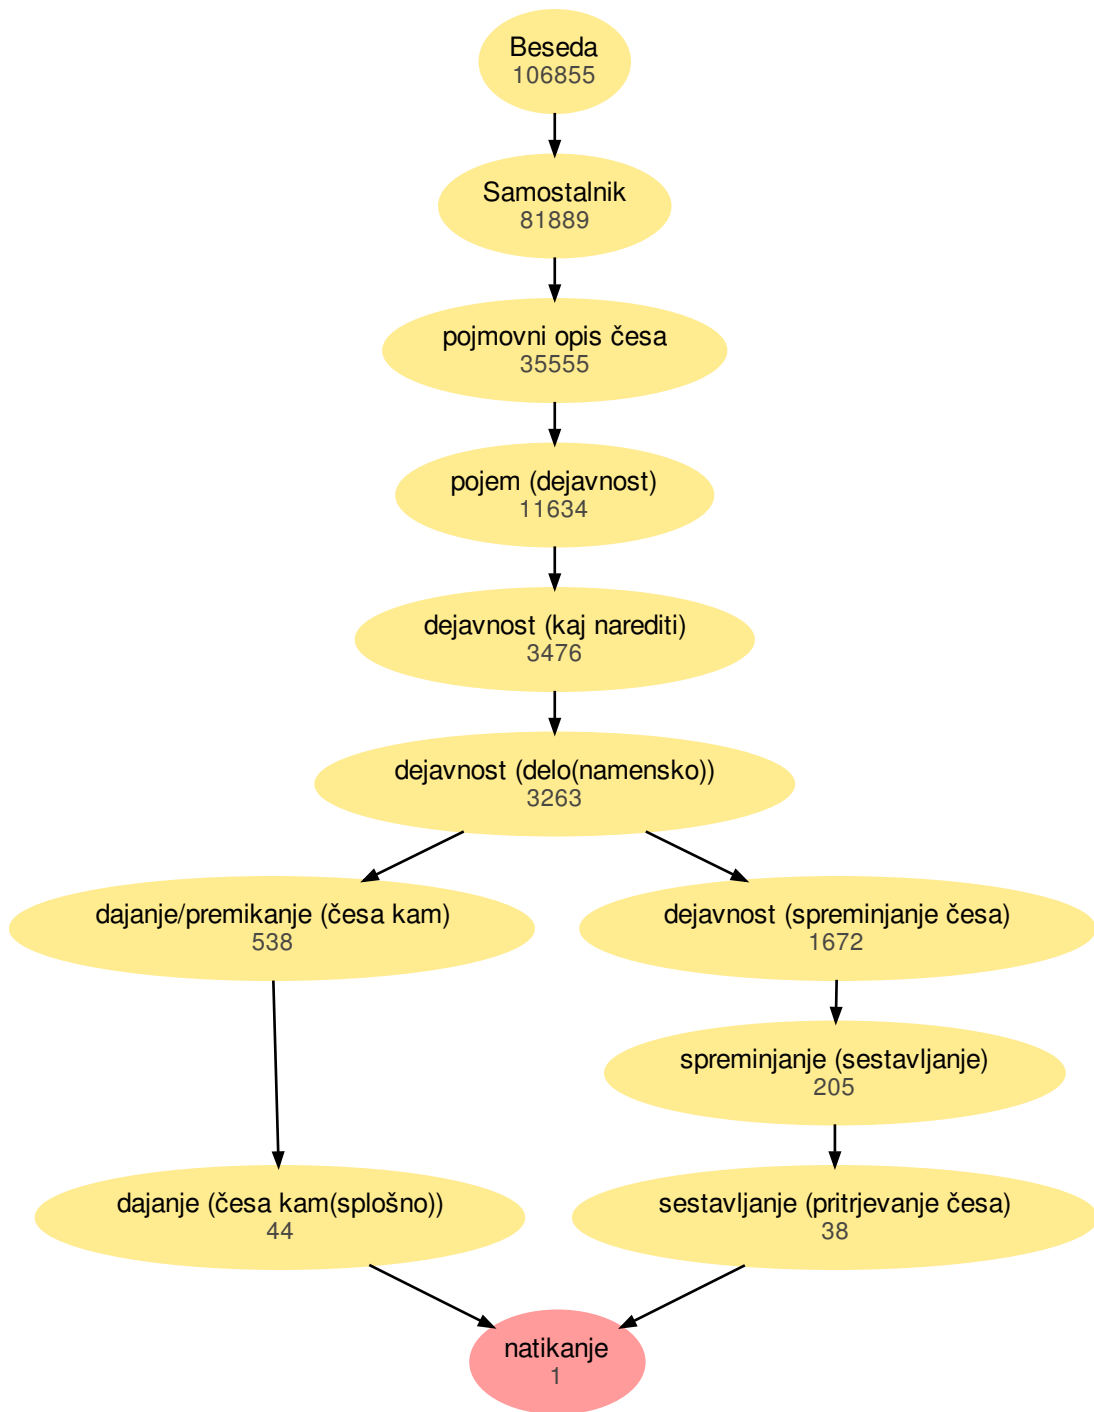 Beseda
106855
Samostalnik
81889
pojmovni opis česa
35555
pojem (dejavnost)
11634
dejavnost (kaj narediti)
3476
dejavnost (delo(namensko))
3263
dajanje/premikanje (česa kam)
538
dejavnost (spreminjanje česa)
1672
spreminjanje (sestavljanje)
205
dajanje (česa kam(splošno))
44
sestavljanje (pritrjevanje česa)
38
natikanje
1